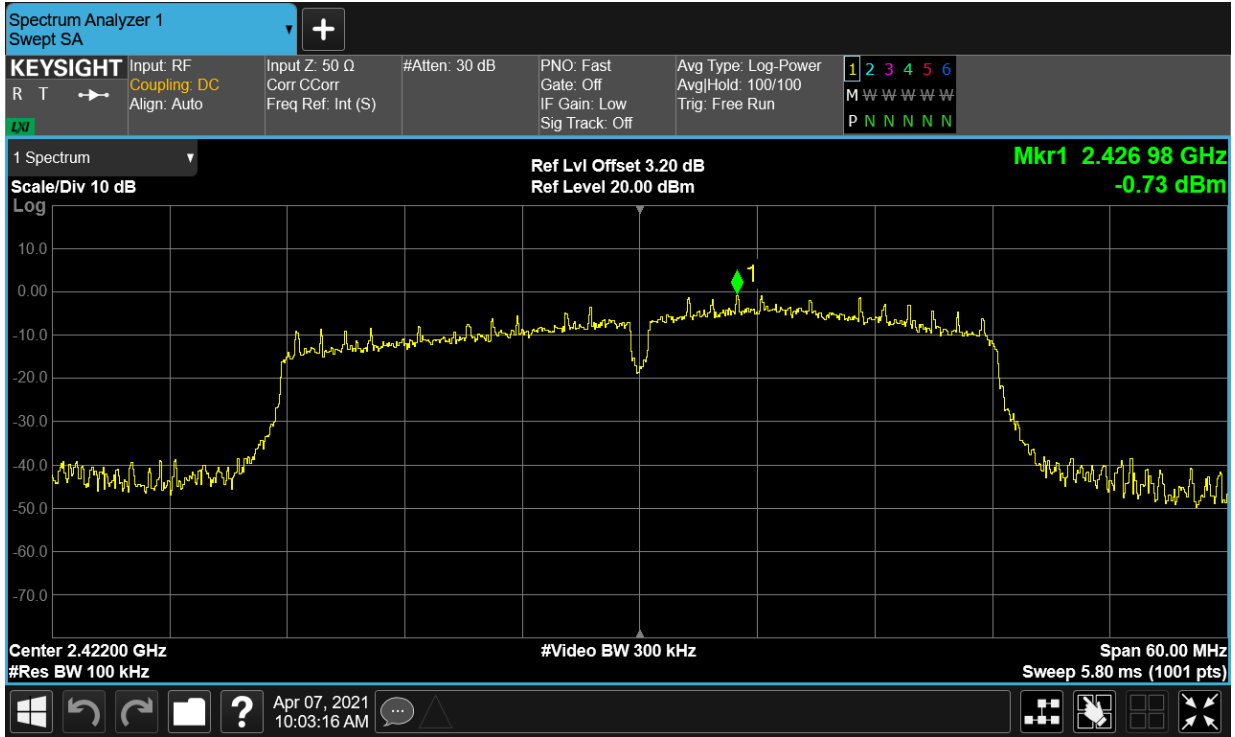 Spectrum Analyzer 1
Swept SA
KEYSIGHT
R T
LXI
Input: RF
Coupling: DC
Align: Auto
Input Z: 50 Ω
Corr CCorr
Freq Ref: Int (S)
#Atten: 30 dB
PNO: Fast
Gate: Off
IF Gain: Low
Sig Track: Off
Avg Type: Log-Power
Avg|Hold: 100/100
Trig: Free Run
1 2 3 4 5 6
M W W W W W
P N N N N N
1 Spectrum
Scale/Div 10 dB
Log
Ref Lvl Offset 3.20 dB
Ref Level 20.00 dBm
Mkr1 2.426 98 GHz
-0.73 dBm
10.0
0.00
-10.0
-20.0
-30.0
-40.0
-50.0
-60.0
-70.0
1
Center 2.42200 GHz
#Res BW 100 kHz
#Video BW 300 kHz
Span 60.00 MHz
Sweep 5.80 ms (1001 pts)
?
Apr 07, 2021
10:03:16 AM